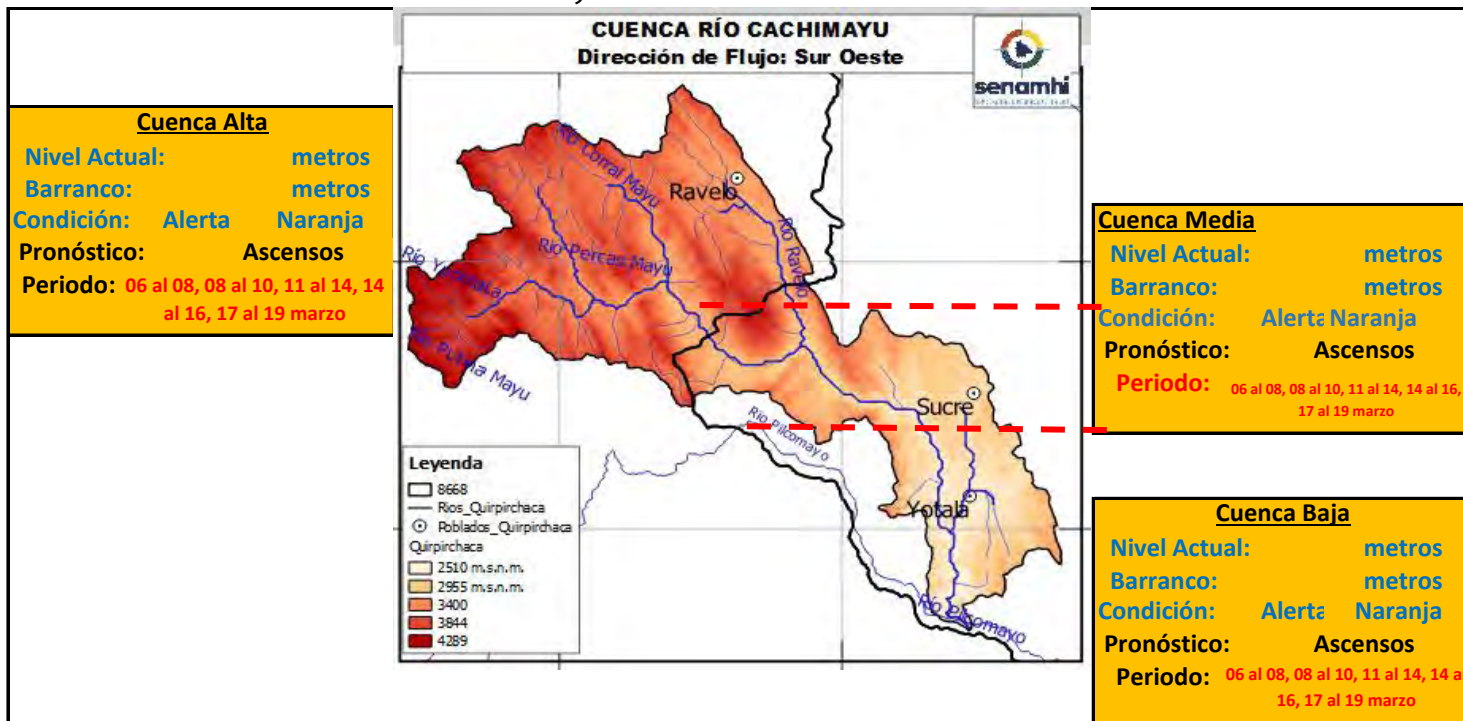 CUENCA RÍO CACHIMAYU
Dirección de Flujo: Sur Oeste
senamhi
Cuenca Alta
Nivel Actual: metros
Barranco: metros
Condición: Alerta Naranja
Pronóstico: Ascensos
Periodo: 06 al 08, 08 al 10, 11 al 14, 14
al 16, 17 al 19 marzo
Río Corral Mayu
Ravelo
Río Ravelo
Río Percas Mayu
Mayu
Sucre
Río Pilcomayo
Yotala
Río Pilcomayo
Leyenda
8668
Rios_Quirpirchaca
Poblados_Quirpirchaca
Quirpirchaca
2510 m.s.n.m.
2955 m.s.n.m.
3400
3844
4289
Cuenca Media
Nivel Actual: metros
Barranco: metros
Condición: Alerta Naranja
Pronóstico: Ascensos
Periodo: 06 al 08, 08 al 10, 11 al 14, 14 al 16,
17 al 19 marzo
Cuenca Baja
Nivel Actual: metros
Barranco: metros
Condición: Alerta Naranja
Pronóstico: Ascensos
Periodo: 06 al 08, 08 al 10, 11 al 14, 14 a
16, 17 al 19 marzo